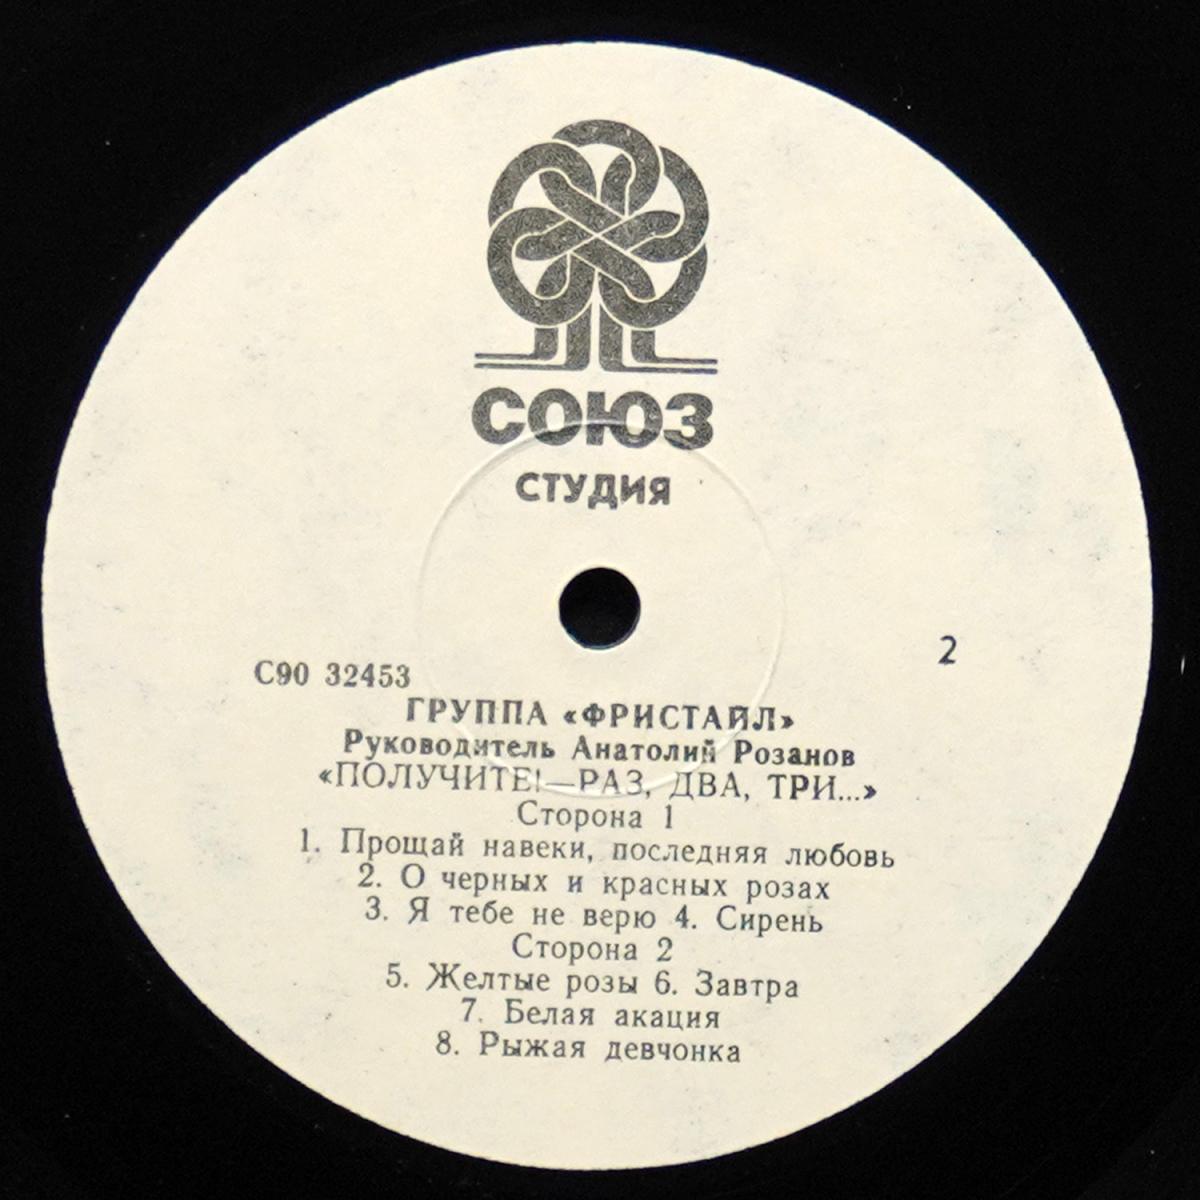 СОЮЗ
СТУДИЯ
2
С90 32453
ГРУППА «ФРИСТАЙЛ»
Руководитель Анатолий Розанов
«ПОЛУЧИТЕ!—РАЗ, ДВА, ТРИ...»
Сторона 1
1. Прощай навеки, последняя любовь
2. О черных и красных розах
3. Я тебе не верю 4. Сирень
Сторона 2
5. Желтые розы 6. Завтра
7. Белая акация
8. Рыжая девчонка